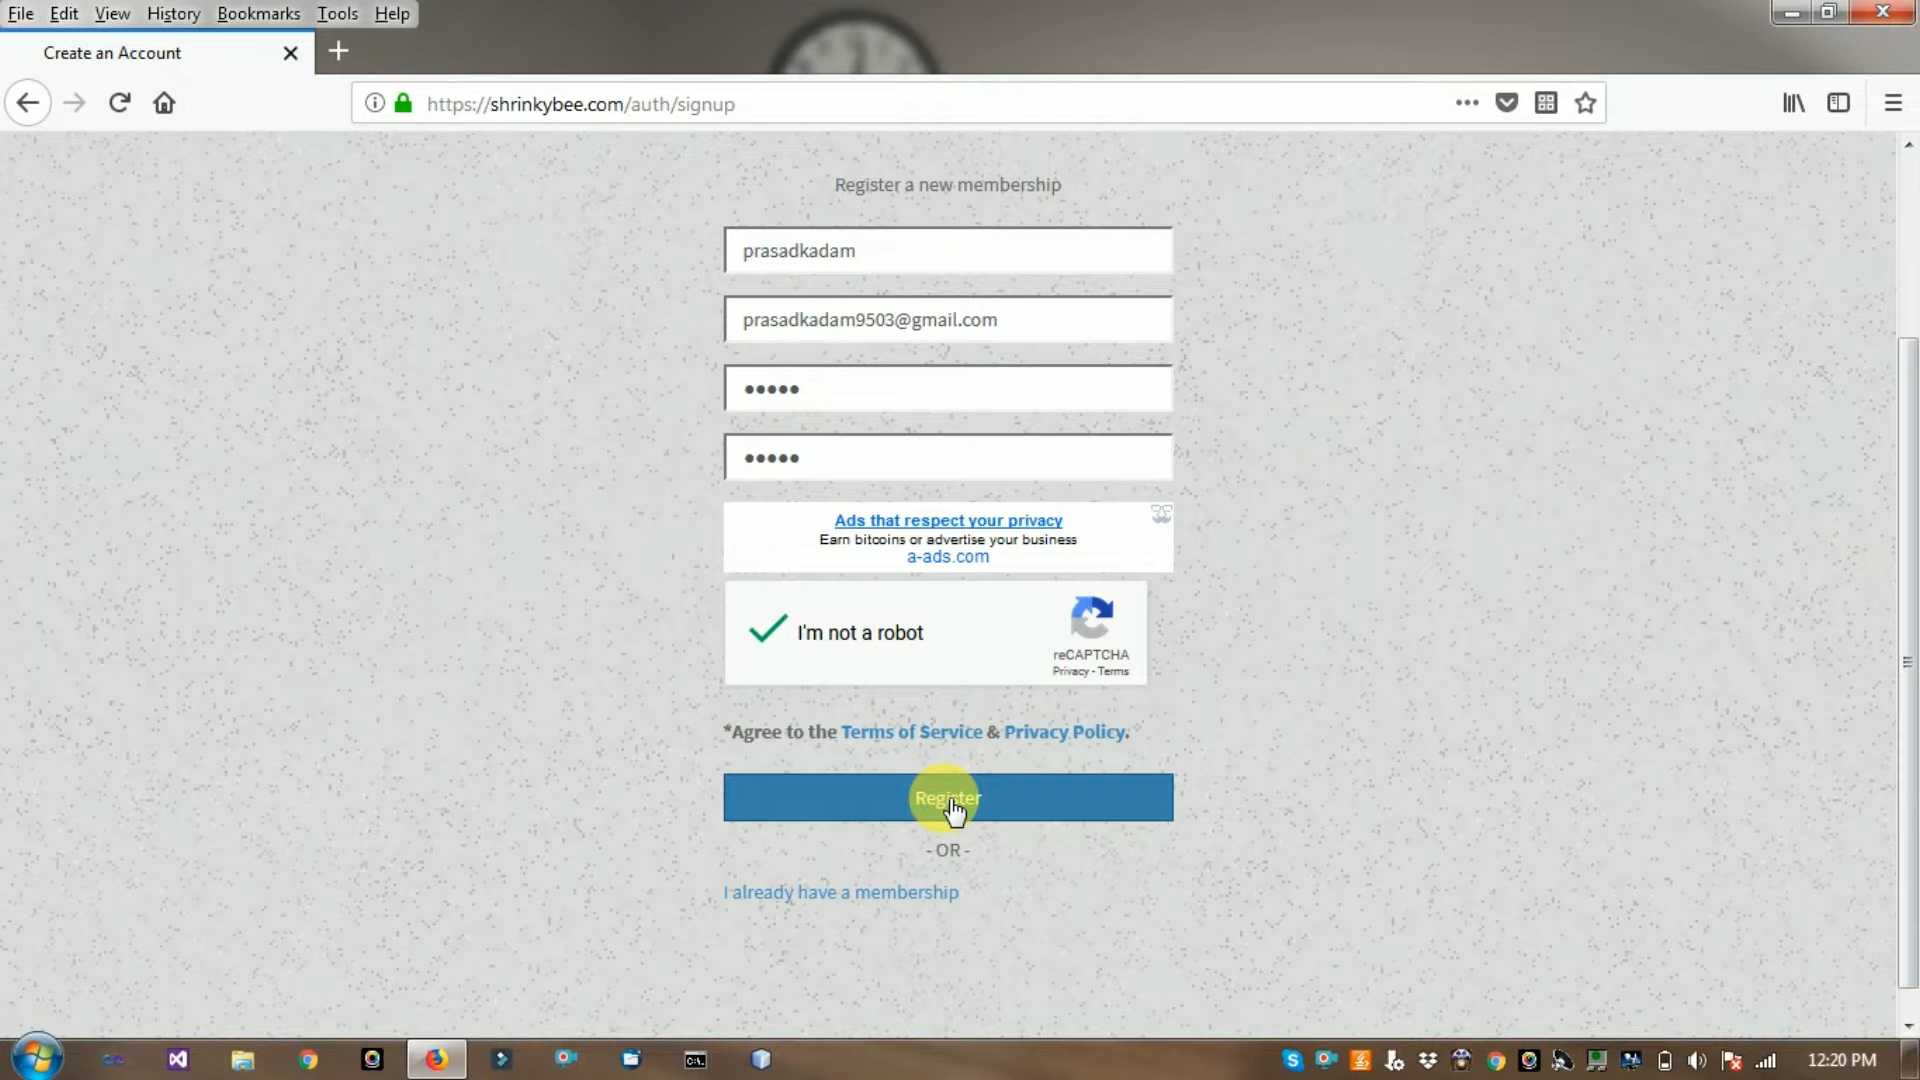 File Edit View History Bookmarks Tools Help
Create an Account
https://shrinkybee.com/auth/signup
Register a new membership
prasadkadam
prasadkadam9503@gmail.com
•••••
•••••
Ads that respect your privacy
Earn bitcoins or advertise your business
a-ads.com
I'm not a robot
reCAPTCHA
Privacy - Terms
*Agree to the Terms of Service & Privacy Policy.
Register
- OR -
I already have a membership
12:20 PM